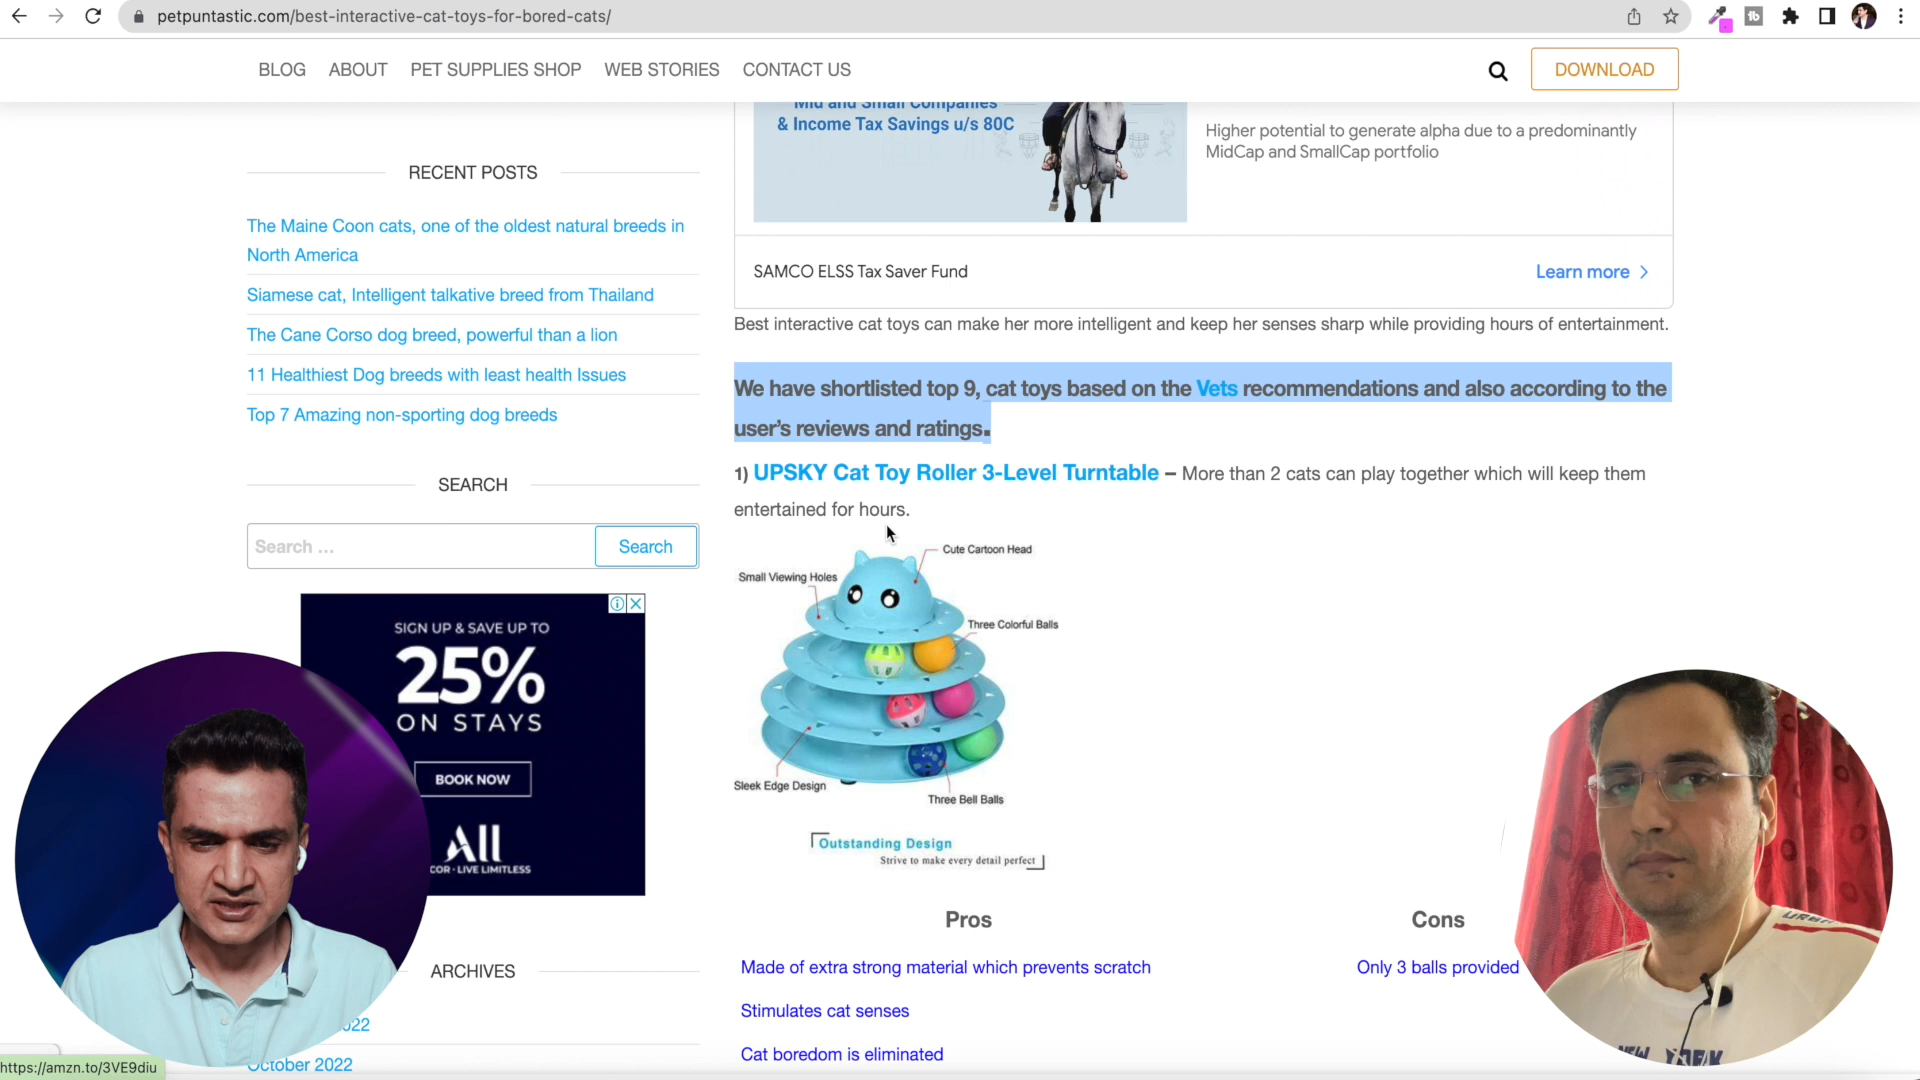 petpuntastic.com/best-interactive-cat-toys-for-bored-cats/
BLOG ABOUT PET SUPPLIES SHOP WEB STORIES CONTACT US
DOWNLOAD
Mid and Small Companies
& Income Tax Savings u/s 80C
Higher potential to generate alpha due to a predominantly
MidCap and SmallCap portfolio
SAMCO ELSS Tax Saver Fund
Learn more
RECENT POSTS
The Maine Coon cats, one of the oldest natural breeds in
North America
Siamese cat, Intelligent talkative breed from Thailand
The Cane Corso dog breed, powerful than a lion
11 Healthiest Dog breeds with least health Issues
Top 7 Amazing non-sporting dog breeds
SEARCH
Search ...
Search
SIGN UP & SAVE UP TO
25%
ON STAYS
BOOK NOW
ALL
COR · LIVE LIMITLESS
ARCHIVES
022
October 2022
https://amzn.to/3VE9diu
Best interactive cat toys can make her more intelligent and keep her senses sharp while providing hours of entertainment.
We have shortlisted top 9, cat toys based on the Vets recommendations and also according to the
user's reviews and ratings.
1) UPSKY Cat Toy Roller 3-Level Turntable – More than 2 cats can play together which will keep them
entertained for hours.
Cute Cartoon Head
Small Viewing Holes
Three Colorful Balls
Sleek Edge Design
Three Bell Balls
Outstanding Design
Strive to make every detail perfect
Pros
Cons
Made of extra strong material which prevents scratch
Only 3 balls provided
Stimulates cat senses
Cat boredom is eliminated